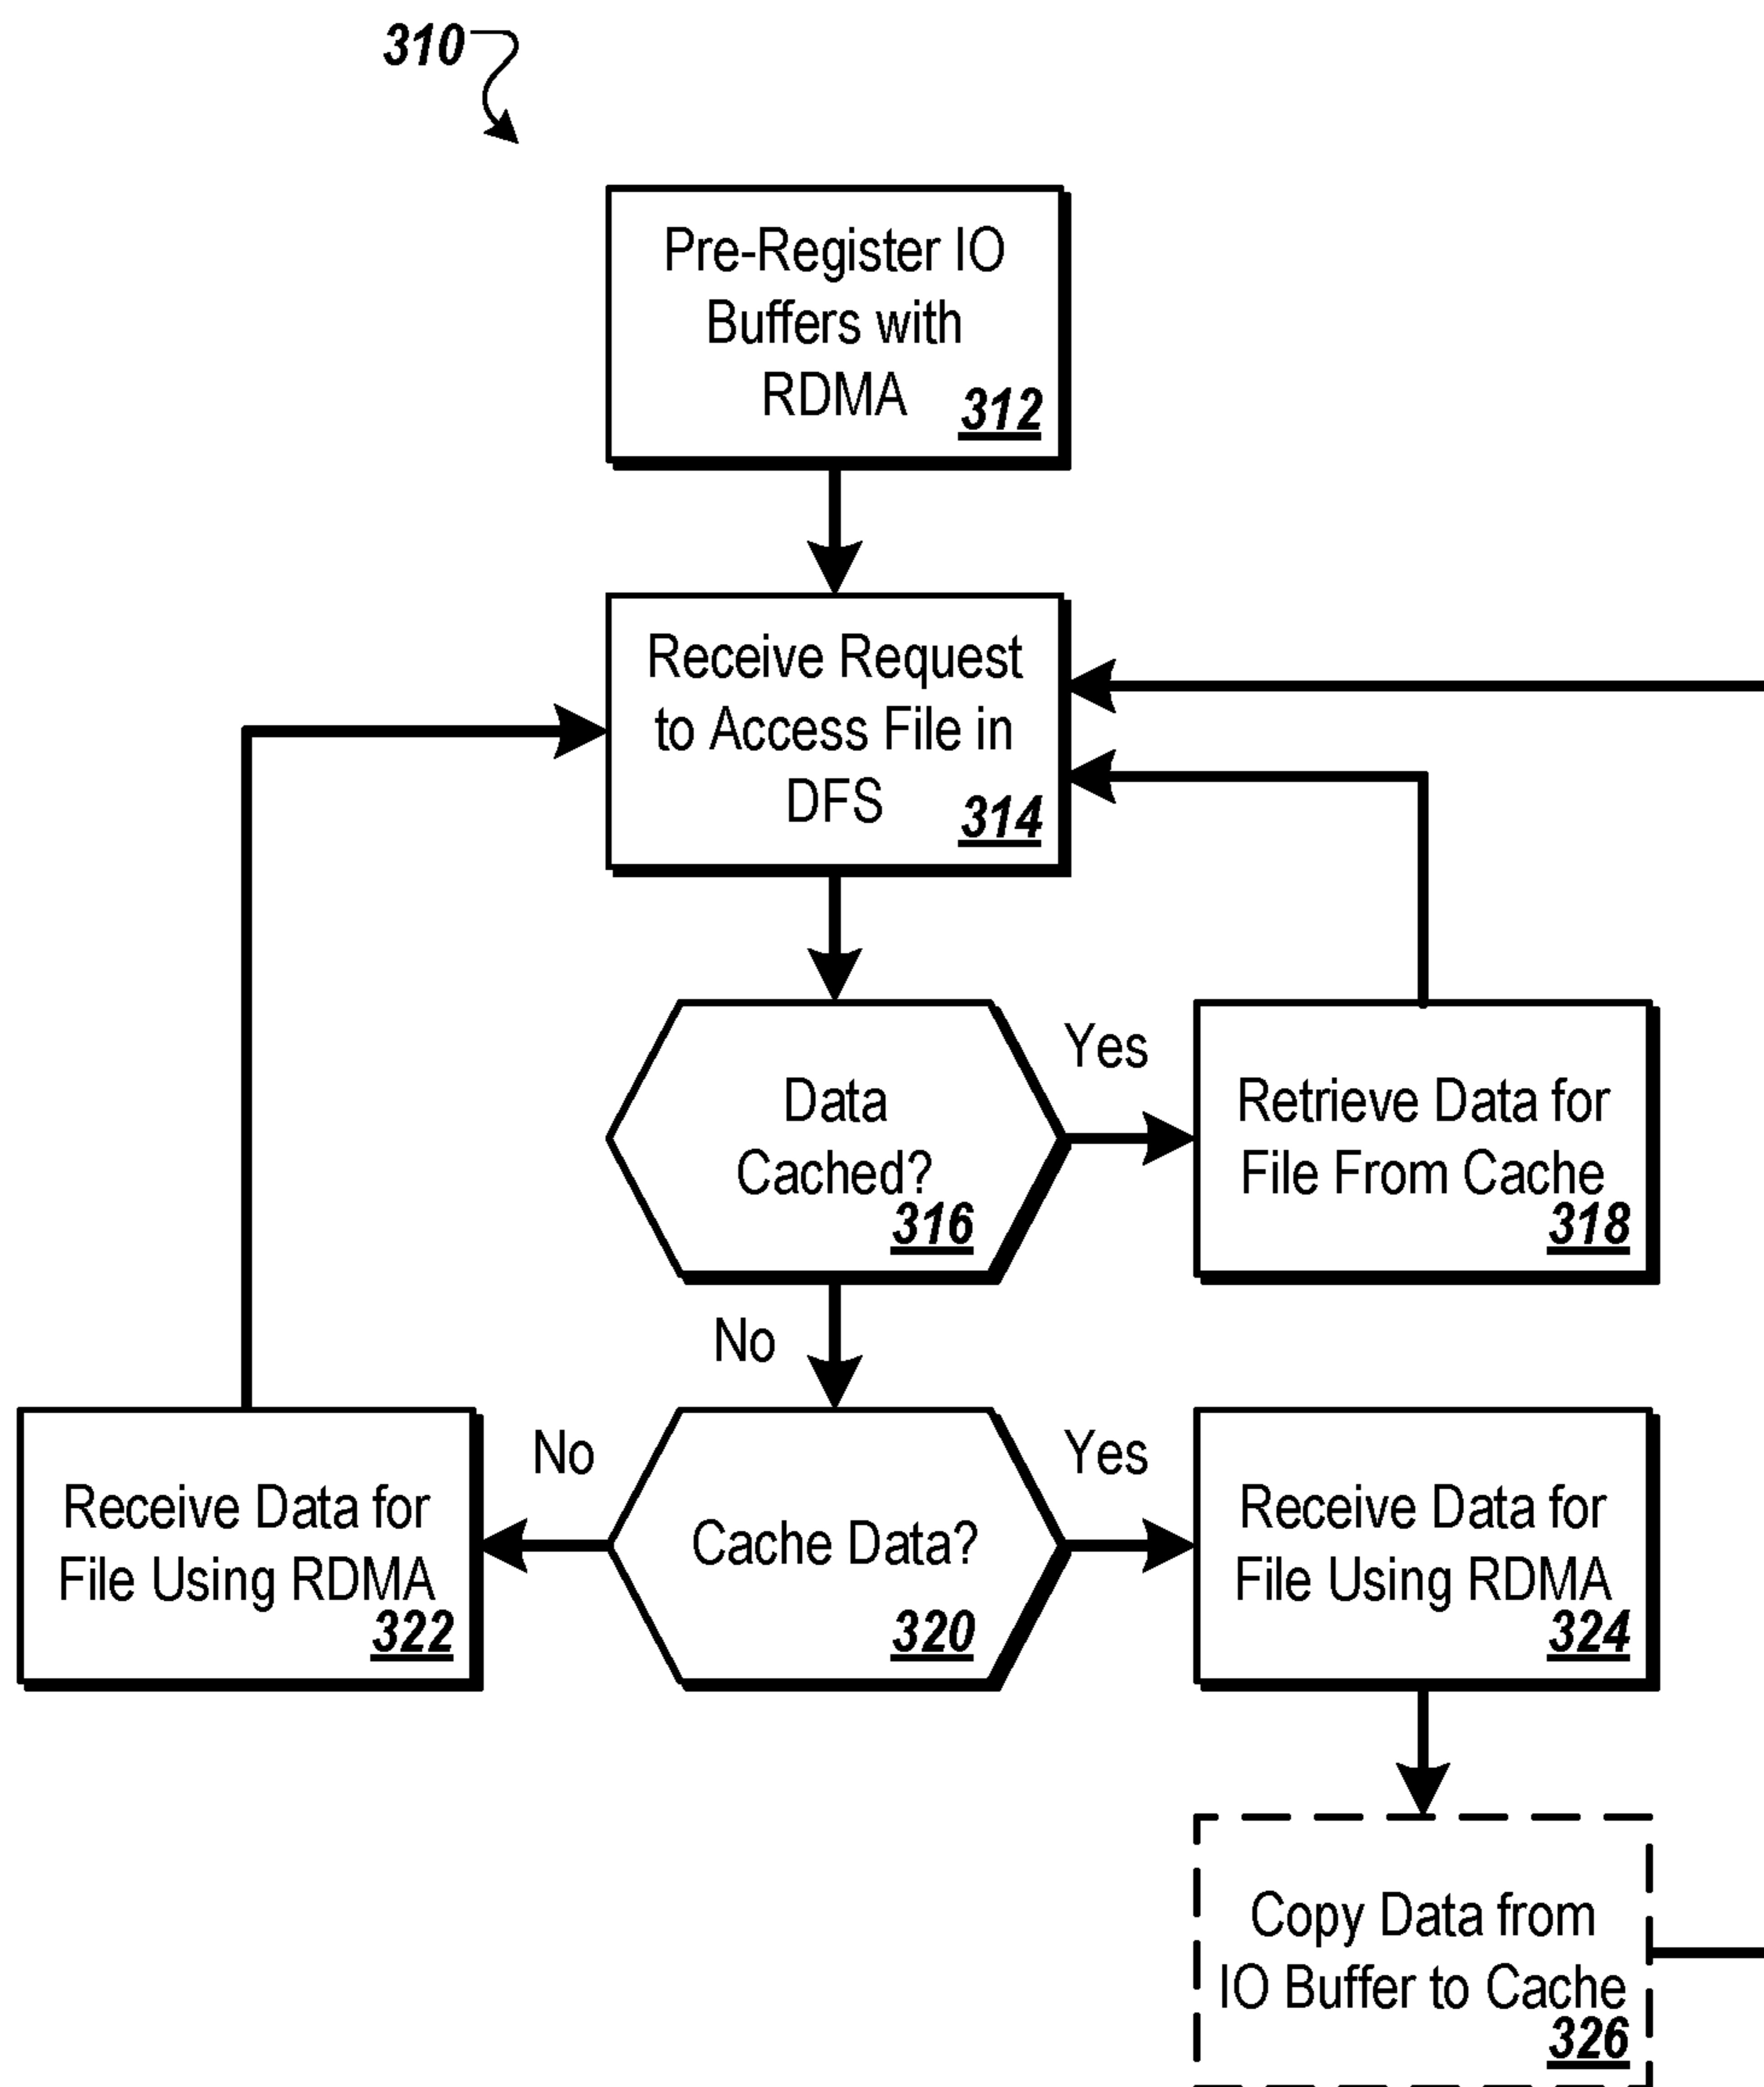 310
Pre-Register IO
Buffers with
RDMA
312
Receive Request
to Access File in
DFS
314
Data
Cached?
316
Yes
Retrieve Data for
File From Cache
318
No
Receive Data for
File Using RDMA
322
No
Cache Data?
320
Yes
Receive Data for
File Using RDMA
324
Copy Data from
IO Buffer to Cache
326